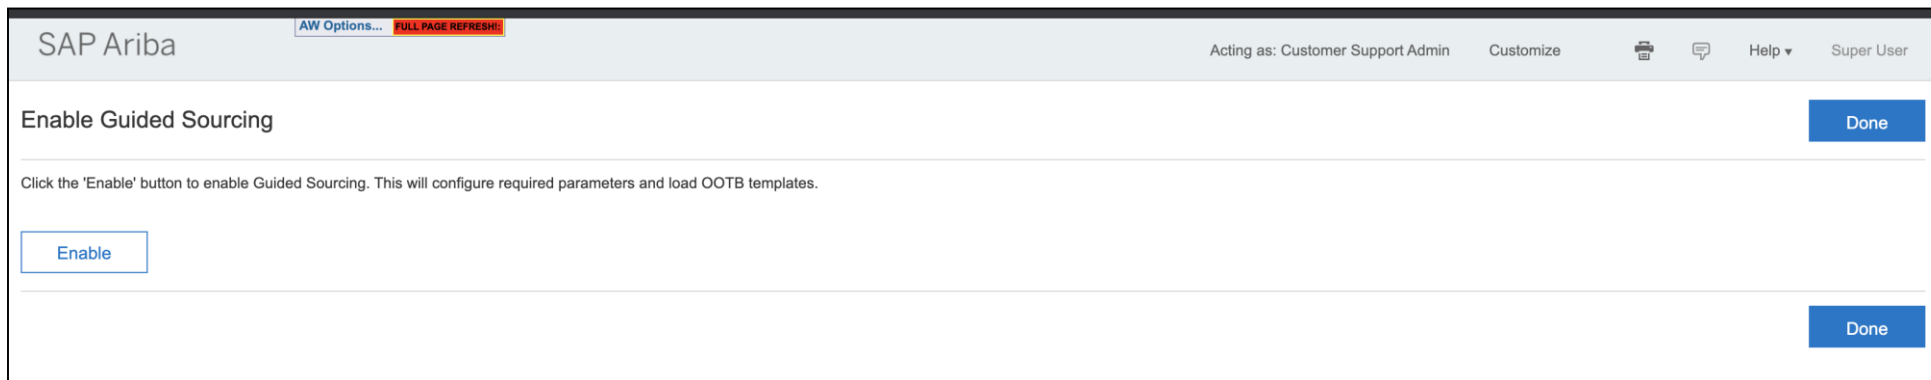 AW Options... FULL PAGE REFRESH!:
SAP Ariba
Acting as: Customer Support Admin Customize Help Super User
Enable Guided Sourcing
Done
Click the 'Enable' button to enable Guided Sourcing. This will configure required parameters and load OOTB templates.
Enable
Done